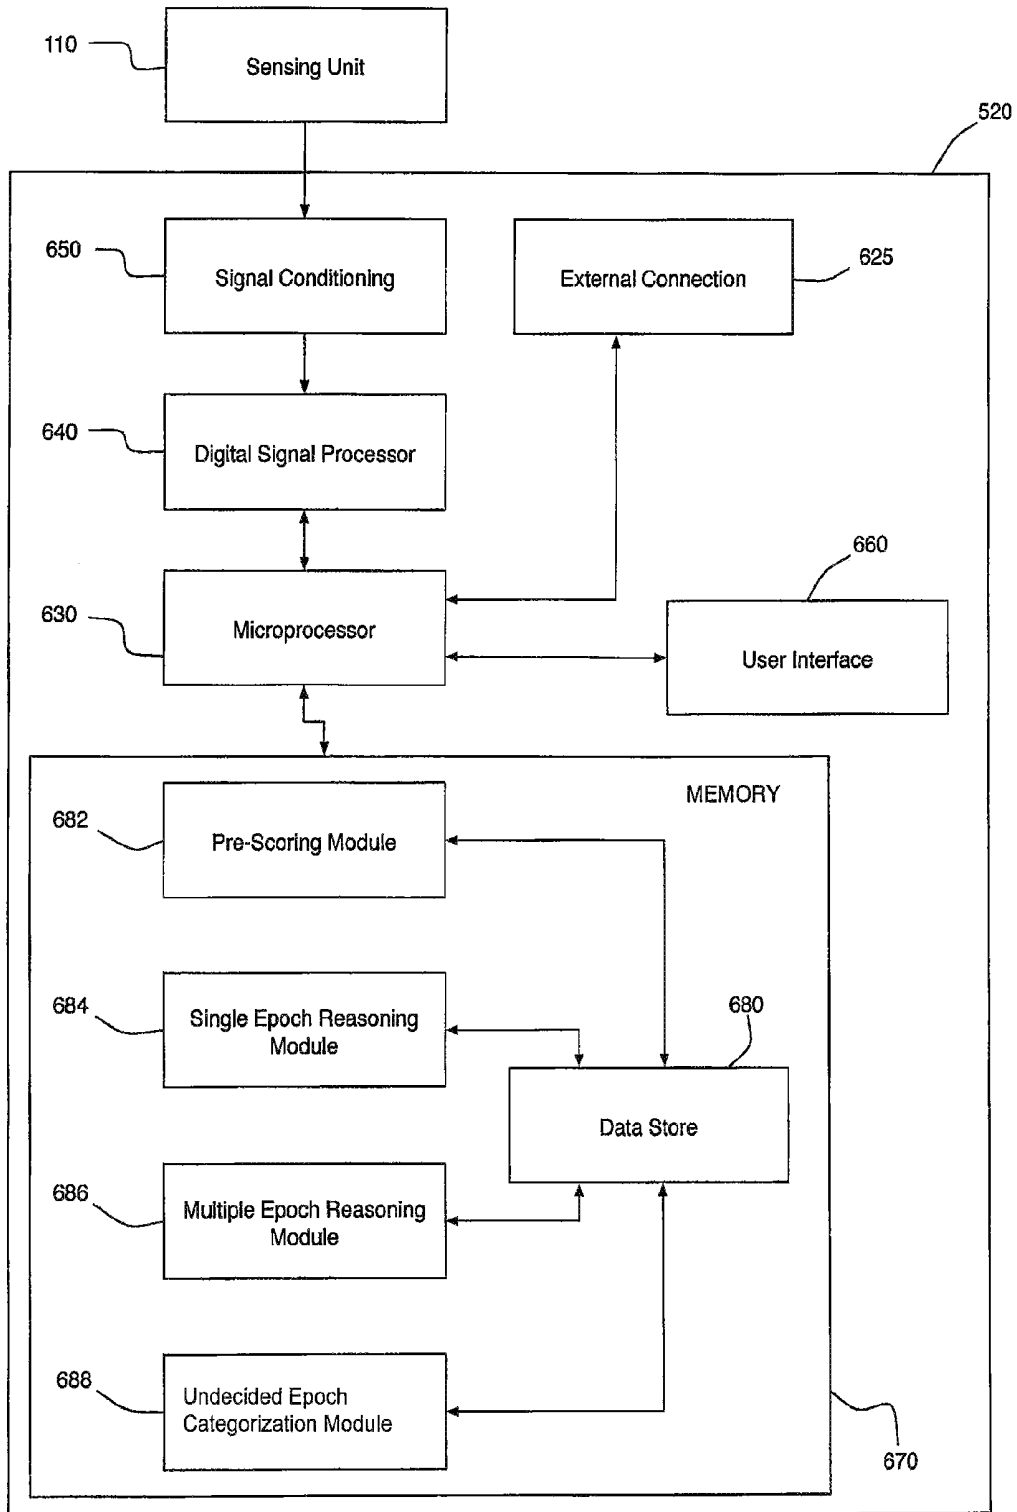 110
Sensing Unit
520
650
Signal Conditioning
External Connection
625
640
Digital Signal Processor
660
630
Microprocessor
User Interface
MEMORY
682
Pre-Scoring Module
684
Single Epoch Reasoning
Module
680
Data Store
686
Multiple Epoch Reasoning
Module
688
Undecided Epoch
Categorization Module
670